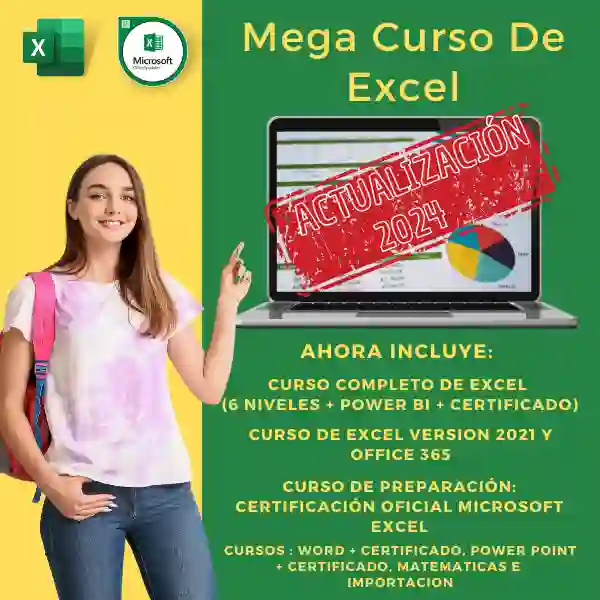 X
Microsoft
Mega Curso De
Excel
ACTUALIZACIÓN
2024
AHORA INCLUYE:
CURSO COMPLETO DE EXCEL
(6 NIVELES + POWER BI + CERTIFICADO)
CURSO DE EXCEL VERSION 2021 Y
OFFICE 365
CURSO DE PREPARACIÓN:
CERTIFICACIÓN OFICIAL MICROSOFT
EXCEL
CURSOS : WORD + CERTIFICADO, POWER POINT
+ CERTIFICADO, MATEMATICAS E
IMPORTACION